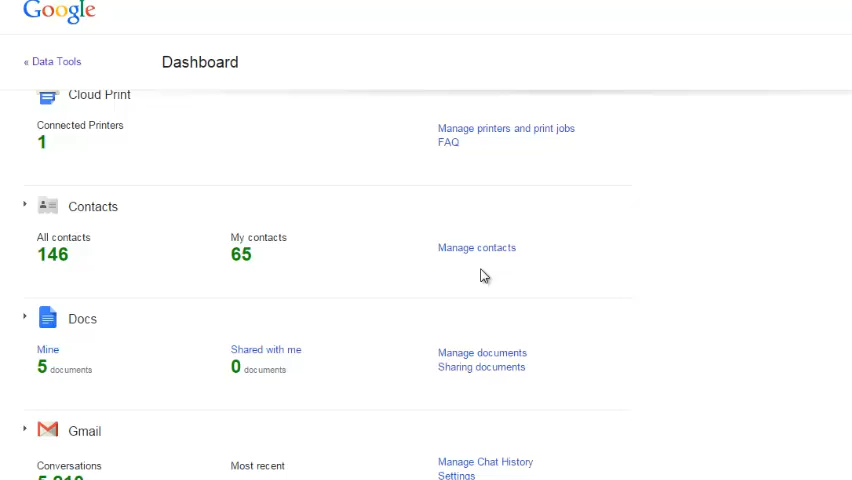 Google
« Data Tools
Dashboard
Cloud Print
Connected Printers
1
Manage printers and print jobs
FAQ
Contacts
All contacts
146
My contacts
65
Manage contacts
Docs
Mine
5 documents
Shared with me
0 documents
Manage documents
Sharing documents
Gmail
Conversations
Most recent
Manage Chat History
Settings